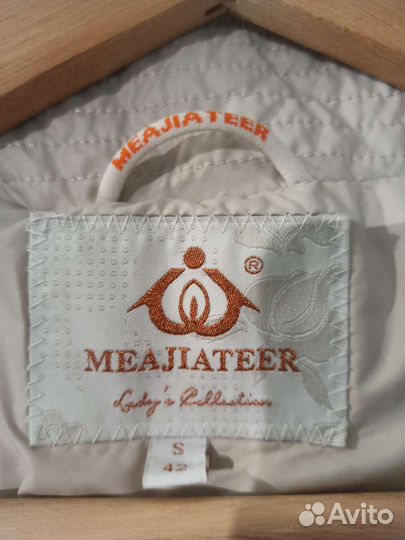 MEAJIATEER
®
MEAJIATEER
Lady's Collection
S
42
Avito